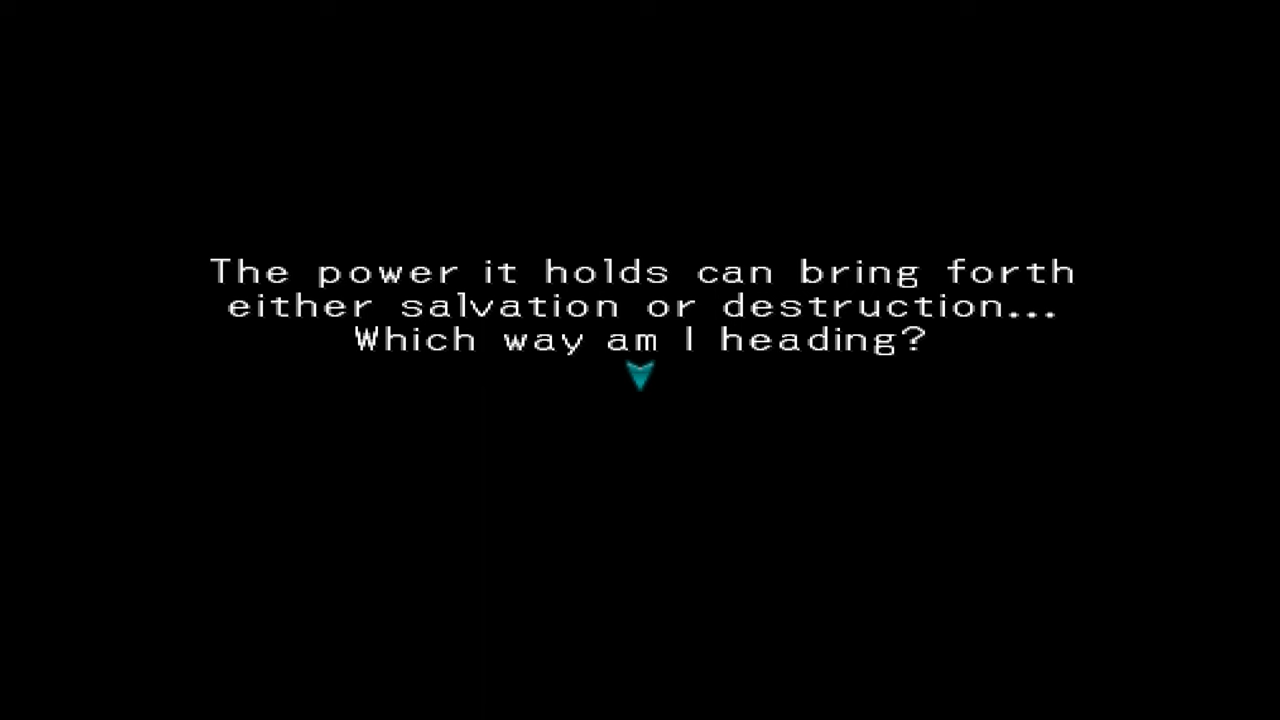 The power it holds can bring forth
either salvation or destruction...
Which way am I heading?